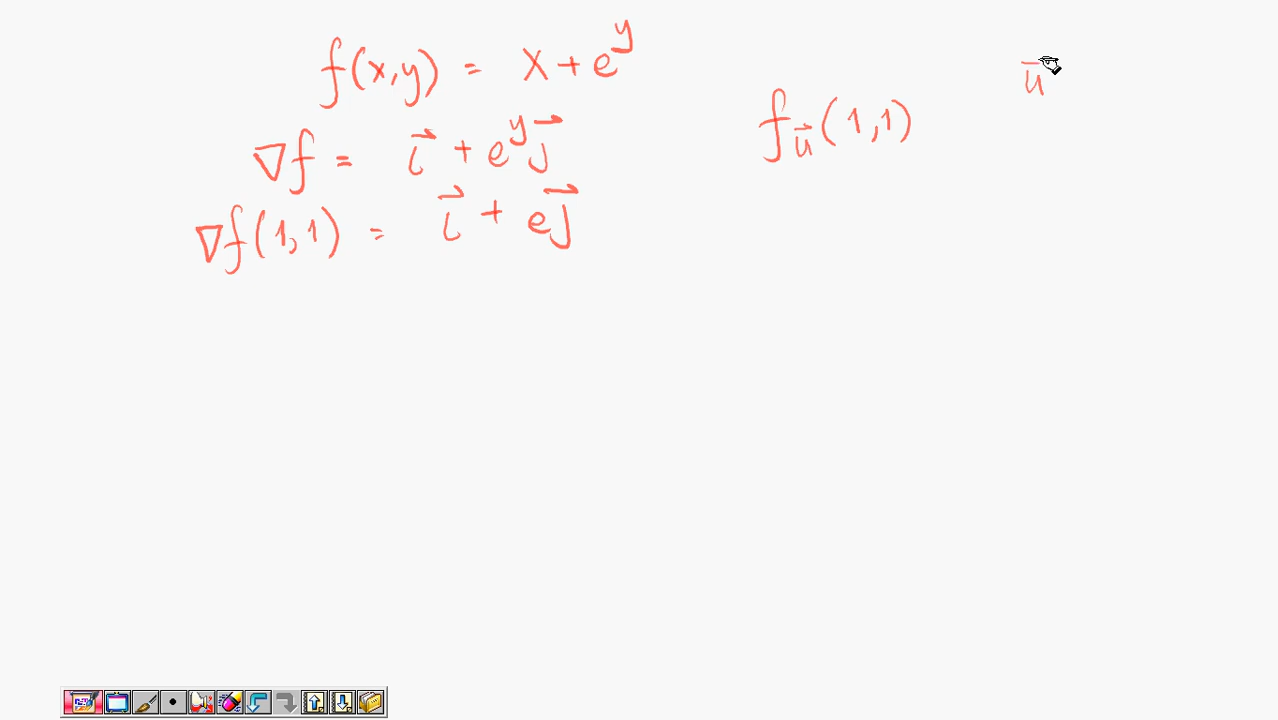 f(x,y) = x + e^y
∇f = i⃗ + e^y j⃗
∇f(1,1) = i⃗ + e j⃗
f_u⃗(1,1)
u⃗